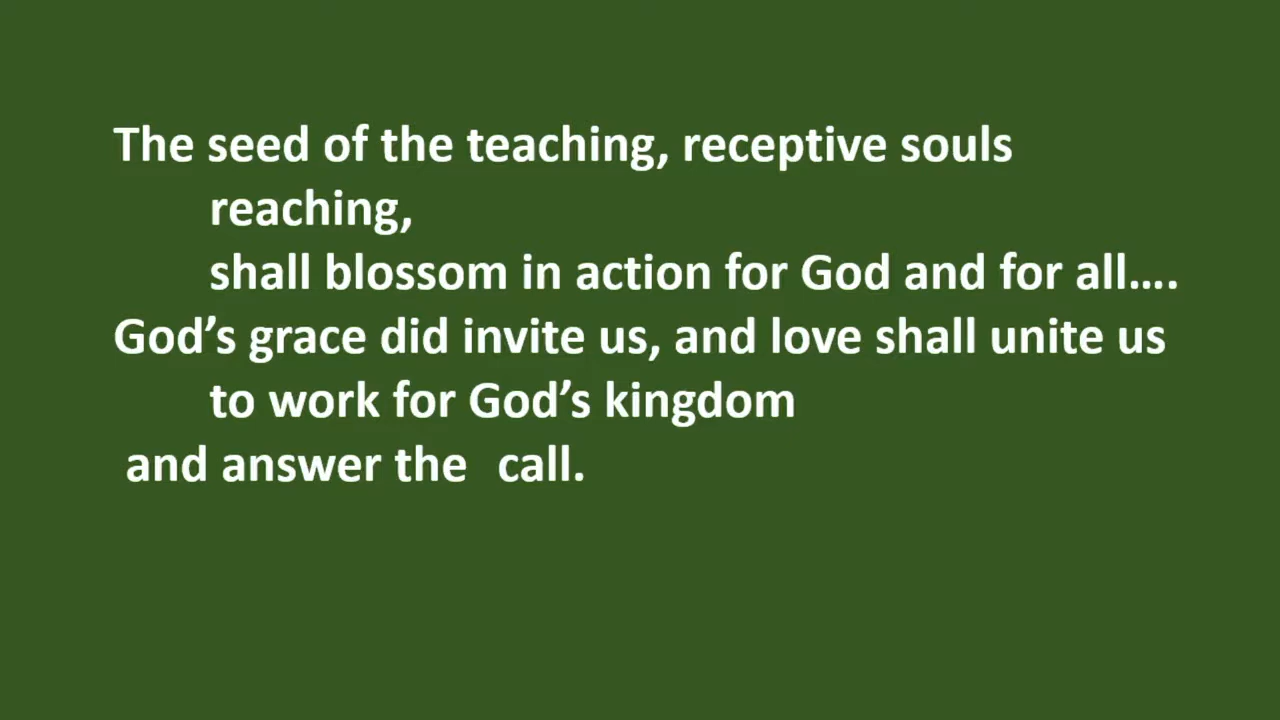 The seed of the teaching, receptive souls
reaching,
shall blossom in action for God and for all....
God’s grace did invite us, and love shall unite us
to work for God’s kingdom
and answer the call.